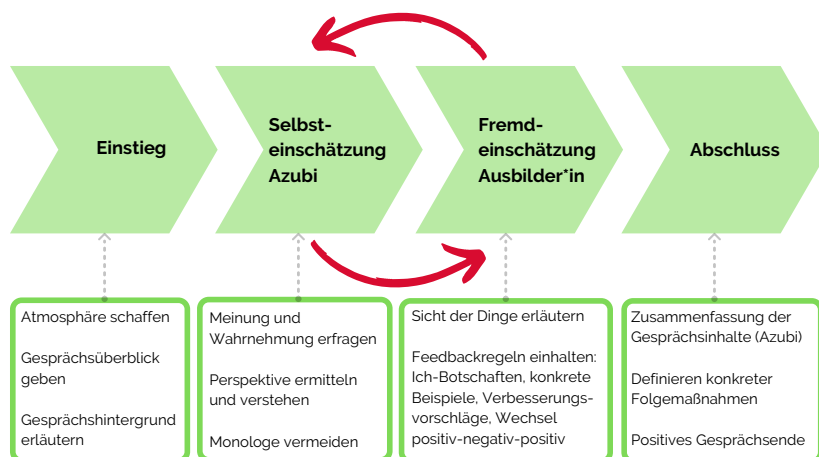 Einstieg
Selbst-
einschätzung
Azubi
Fremd-
einschätzung
Ausbilder*in
Abschluss
Atmosphäre schaffen
Gesprächsüberblick
geben
Gesprächshintergrund
erläutern
Meinung und
Wahrnehmung erfragen
Perspektive ermitteln
und verstehen
Monologe vermeiden
Sicht der Dinge erläutern
Feedbackregeln einhalten:
Ich-Botschaften, konkrete
Beispiele, Verbesserungs-
vorschläge, Wechsel
positiv-negativ-positiv
Zusammenfassung der
Gesprächsinhalte (Azubi)
Definieren konkreter
Folgemaßnahmen
Positives Gesprächsende